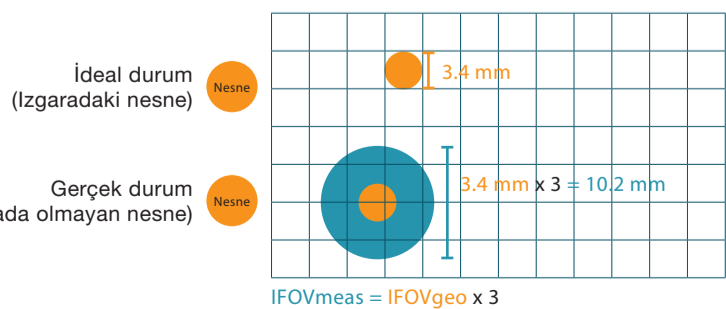 İdeal durum
(Izgaradaki nesne)
Nesne
3.4 mm
Gerçek durum
olmayan nesne)
Nesne
3.4 mm x 3 = 10.2 mm
IFOVmeas = IFOVgeo x 3